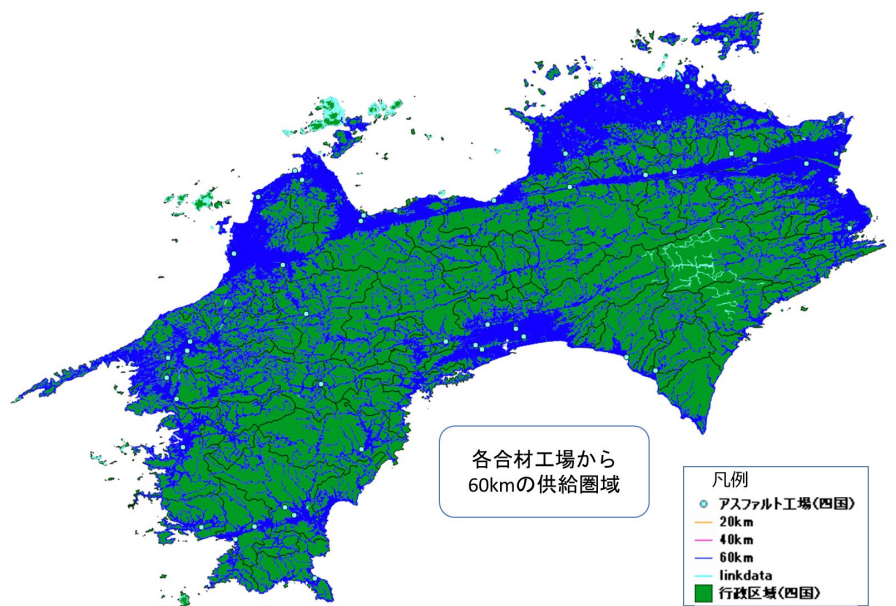 各合材工場から
60kmの供給圏域
凡例
アスファルト工場(四国)
20km
40km
60km
linkdata
行政区域(四国)